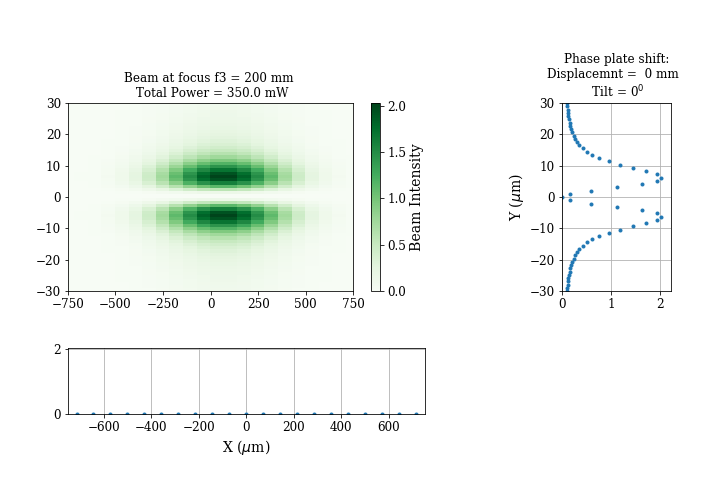 Beam at focus f3 = 200 mm
Total Power = 350.0 mW
30
20
10
0
−10
−20
−30
−750 −500 −250 0 250 500 750
2.0
1.5
1.0
0.5
0.0
Beam Intensity
Phase plate shift:
Displacemnt =  0 mm
Tilt = 0⁰
Y (μm)
30
20
10
0
−10
−20
−30
0 1 2
2
0
−600 −400 −200 0 200 400 600
X (μm)